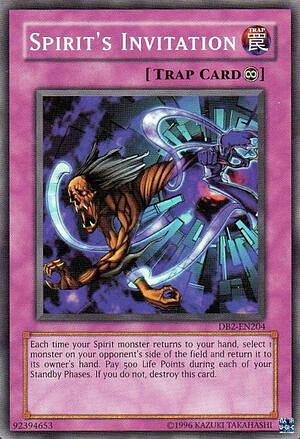 SPIRIT'S INVITATION
TRAP
罠
[TRAP CARD∞]
DB2-EN204
Each time your Spirit monster returns to your hand, select 1
monster on your opponent's side of the field and return it to
its owner's hand. Pay 500 Life Points during each of your
Standby Phases. If you do not, destroy this card.
92394653
©1996 KAZUKI TAKAHASHI